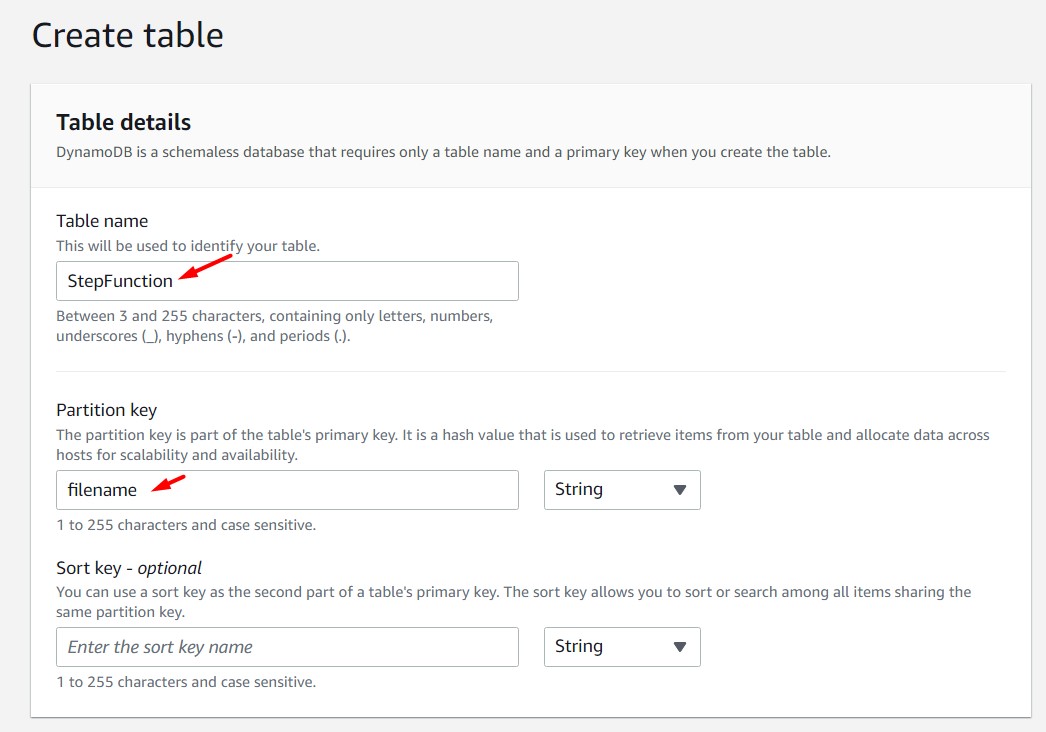 Create table
Table details
DynamoDB is a schemaless database that requires only a table name and a primary key when you create the table.
Table name
This will be used to identify your table.
StepFunction
Between 3 and 255 characters, containing only letters, numbers,
underscores (_), hyphens (-), and periods (.).
Partition key
The partition key is part of the table's primary key. It is a hash value that is used to retrieve items from your table and allocate data across
hosts for scalability and availability.
filename
String
1 to 255 characters and case sensitive.
Sort key - optional
You can use a sort key as the second part of a table's primary key. The sort key allows you to sort or search among all items sharing the
same partition key.
Enter the sort key name
String
1 to 255 characters and case sensitive.